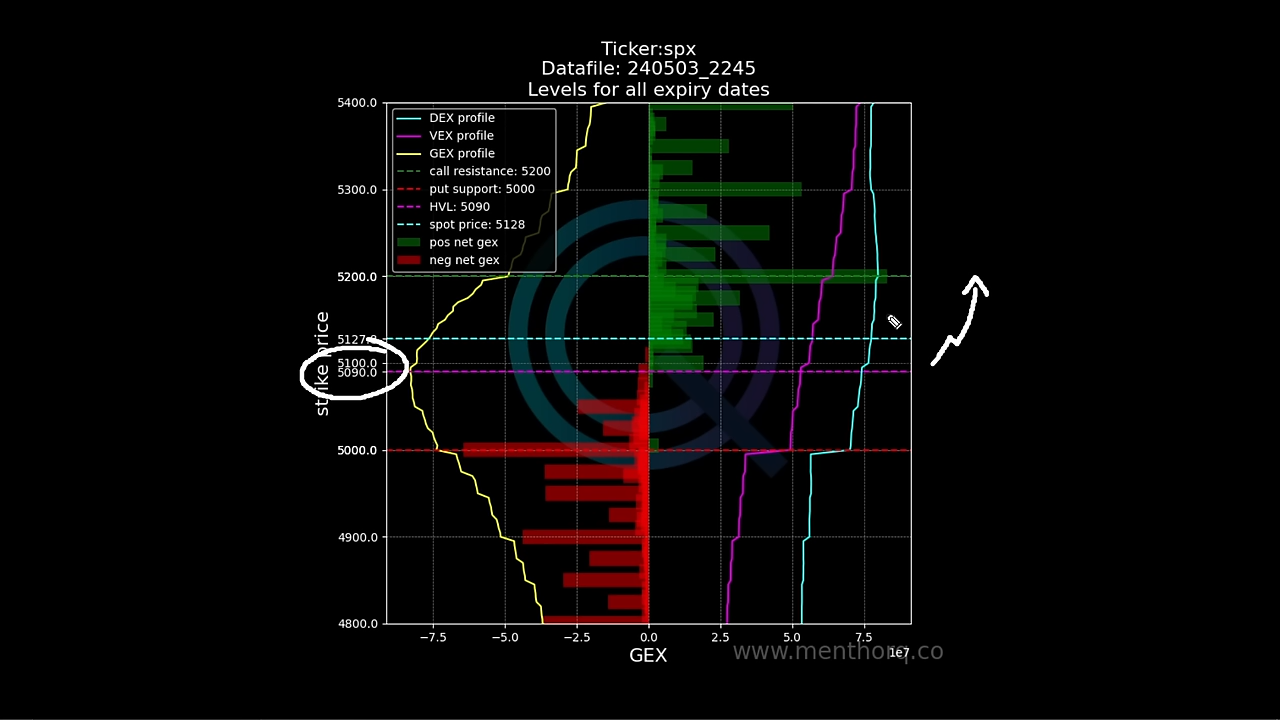 Ticker:spx
Datafile: 240503_2245
Levels for all expiry dates
DEX profile
VEX profile
GEX profile
call resistance: 5200
put support: 5000
HVL: 5090
spot price: 5128
pos net gex
neg net gex
5400.0
5300.0
5200.0
5100.0
5090.0
5000.0
4900.0
4800.0
strike price
−7.5 −5.0 −2.5 0.0 2.5 5.0 7.5
1e7
GEX
www.menthorq.co